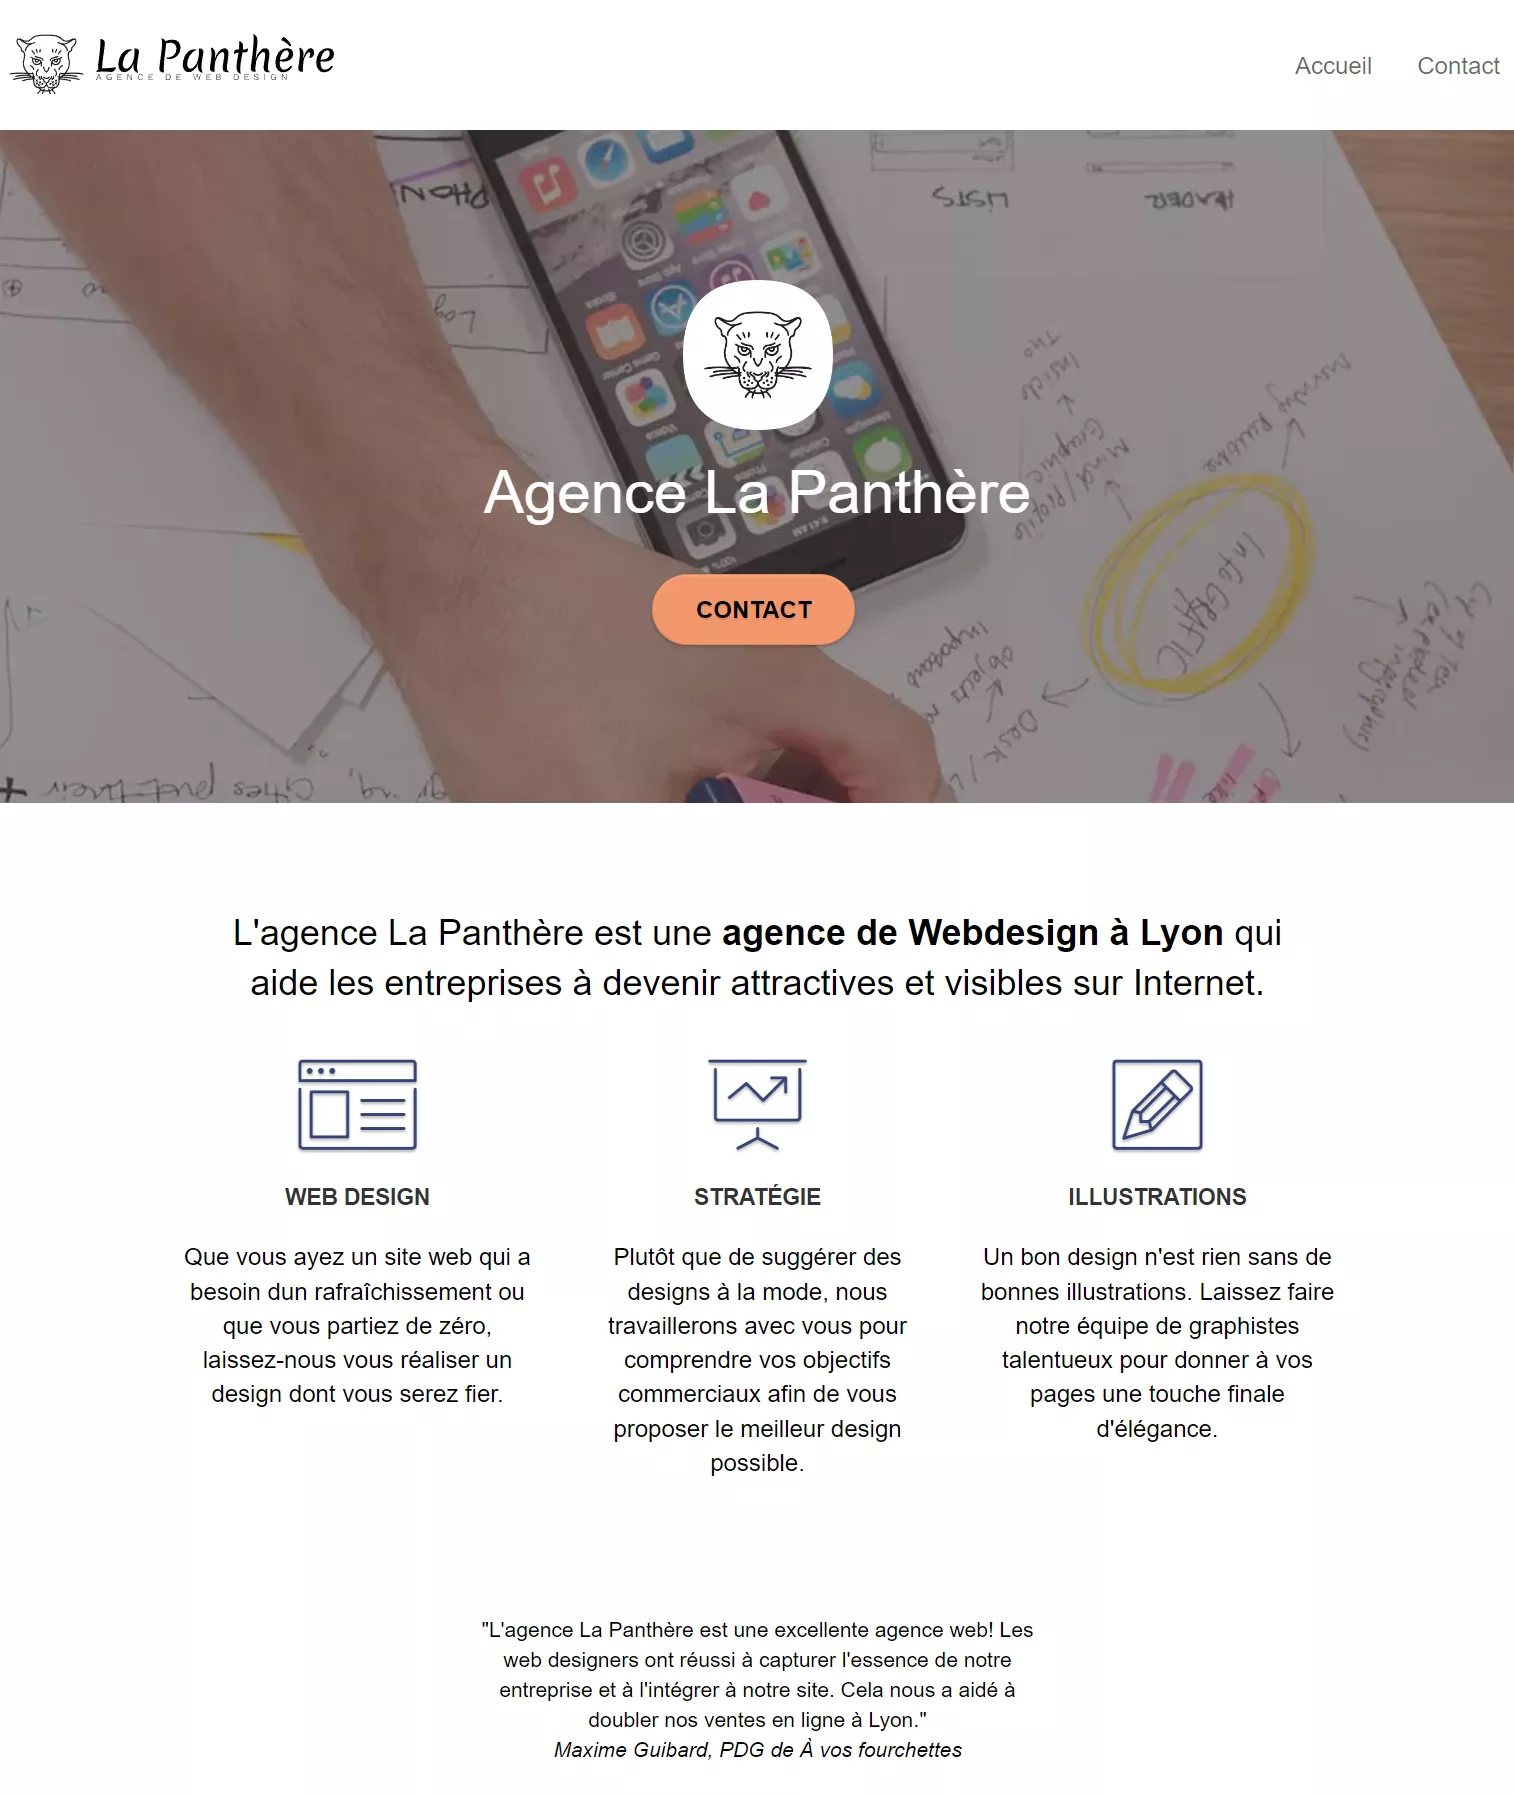 La Panthère
AGENCE DE WEB DESIGN
Accueil
Contact
LISTS
HEADER
Agence La Panthère
CONTACT
INFOGRAFIC
L'agence La Panthère est une agence de Webdesign à Lyon qui
aide les entreprises à devenir attractives et visibles sur Internet.
WEB DESIGN
Que vous ayez un site web qui a
besoin dun rafraîchissement ou
que vous partiez de zéro,
laissez-nous vous réaliser un
design dont vous serez fier.
STRATÉGIE
Plutôt que de suggérer des
designs à la mode, nous
travaillerons avec vous pour
comprendre vos objectifs
commerciaux afin de vous
proposer le meilleur design
possible.
ILLUSTRATIONS
Un bon design n'est rien sans de
bonnes illustrations. Laissez faire
notre équipe de graphistes
talentueux pour donner à vos
pages une touche finale
d'élégance.
"L'agence La Panthère est une excellente agence web! Les
web designers ont réussi à capturer l'essence de notre
entreprise et à l'intégrer à notre site. Cela nous a aidé à
doubler nos ventes en ligne à Lyon."
Maxime Guibard, PDG de À vos fourchettes